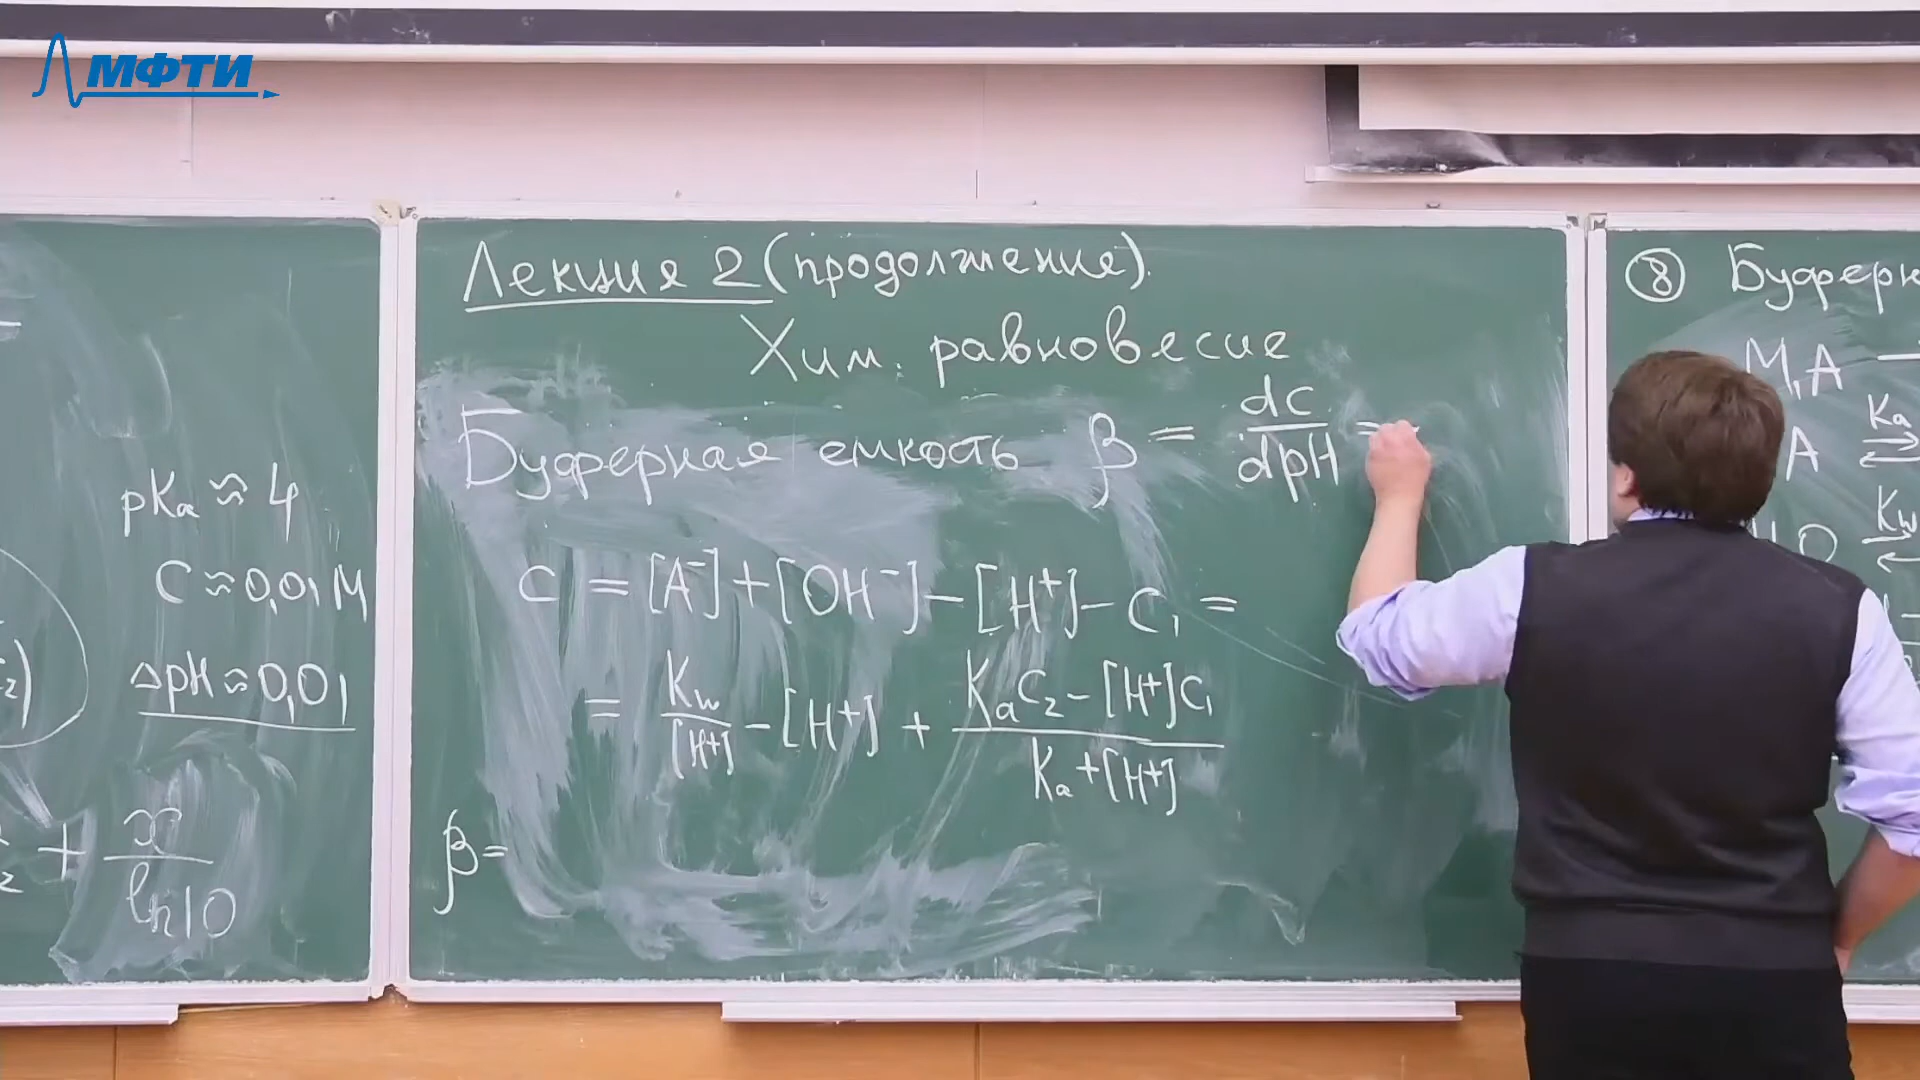 МФТИ
pKa ≈ 4
C ≈ 0,01 M
ΔpH ≈ 0,01
+ x / ln10
Лекция 2 (продолжение).
Хим. равновесие
Буферная емкость β = dc / dpH =
C = [A⁻] + [OH⁻] − [H⁺] − C₁ =
= Kw / [H⁺] − [H⁺] + (KaC₂ − [H⁺]C₁) / (Ka + [H⁺])
β =
⑧ Буферн
M₁A
A Ka ⇄
Kw ⇄